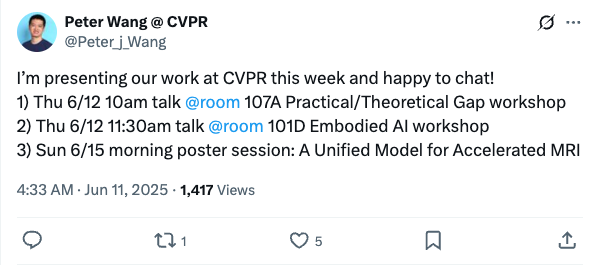 Peter Wang @ CVPR
@Peter_j_Wang
I’m presenting our work at CVPR this week and happy to chat!
1) Thu 6/12 10am talk @room 107A Practical/Theoretical Gap workshop
2) Thu 6/12 11:30am talk @room 101D Embodied AI workshop
3) Sun 6/15 morning poster session: A Unified Model for Accelerated MRI
4:33 AM · Jun 11, 2025 · 1,417 Views
1 5